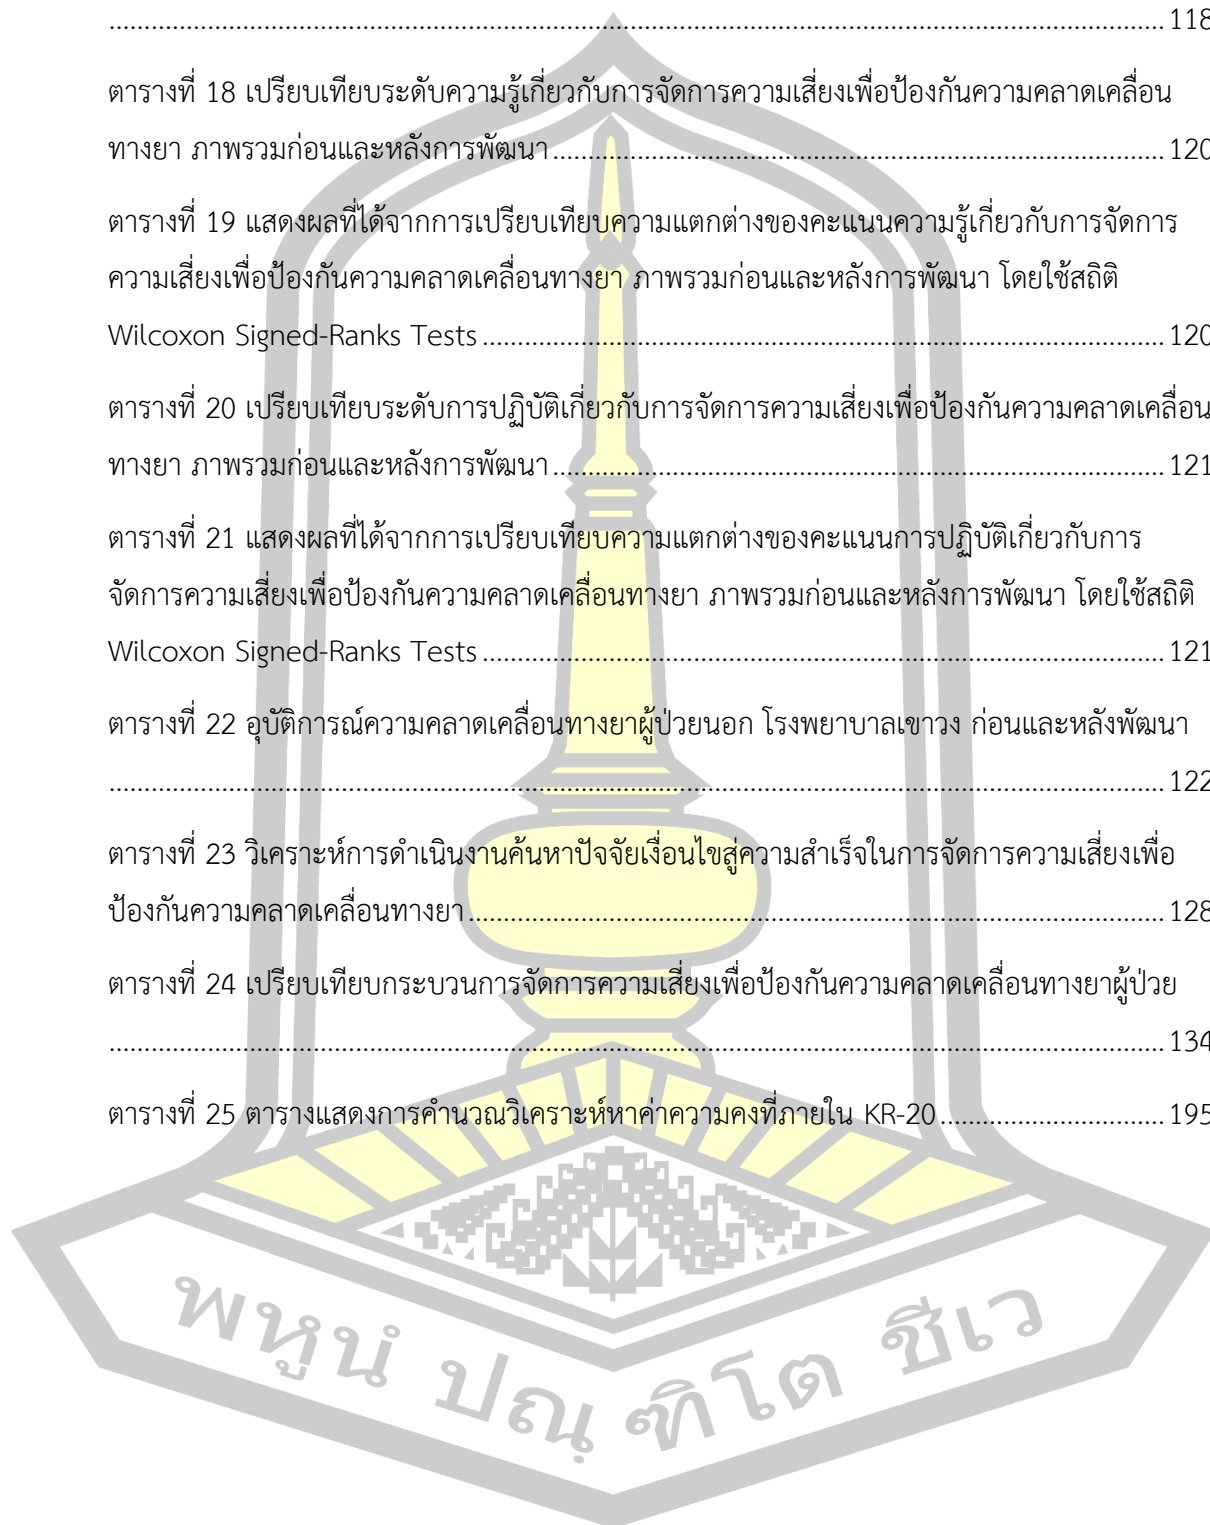 ........................................................................................................................................................ 118
ตารางที่ 18 เปรียบเทียบระดับความรู้เกี่ยวกับการจัดการความเสี่ยงเพื่อป้องกันความคลาดเคลื่อน
ทางยา ภาพรวมก่อนและหลังการพัฒนา ........................................................................................ 120
ตารางที่ 19 แสดงผลที่ได้จากการเปรียบเทียบความแตกต่างของคะแนนความรู้เกี่ยวกับการจัดการ
ความเสี่ยงเพื่อป้องกันความคลาดเคลื่อนทางยา ภาพรวมก่อนและหลังการพัฒนา โดยใช้สถิติ
Wilcoxon Signed-Ranks Tests .................................................................................................. 120
ตารางที่ 20 เปรียบเทียบระดับการปฏิบัติเกี่ยวกับการจัดการความเสี่ยงเพื่อป้องกันความคลาดเคลื่อน
ทางยา ภาพรวมก่อนและหลังการพัฒนา ........................................................................................ 121
ตารางที่ 21 แสดงผลที่ได้จากการเปรียบเทียบความแตกต่างของคะแนนการปฏิบัติเกี่ยวกับการ
จัดการความเสี่ยงเพื่อป้องกันความคลาดเคลื่อนทางยา ภาพรวมก่อนและหลังการพัฒนา โดยใช้สถิติ
Wilcoxon Signed-Ranks Tests .................................................................................................. 121
ตารางที่ 22 อุบัติการณ์ความคลาดเคลื่อนทางยาผู้ป่วยนอก โรงพยาบาลเขาวง ก่อนและหลังพัฒนา
........................................................................................................................................................ 122
ตารางที่ 23 วิเคราะห์การดำเนินงานค้นหาปัจจัยเงื่อนไขสู่ความสำเร็จในการจัดการความเสี่ยงเพื่อ
ป้องกันความคลาดเคลื่อนทางยา .................................................................................................... 128
ตารางที่ 24 เปรียบเทียบกระบวนการจัดการความเสี่ยงเพื่อป้องกันความคลาดเคลื่อนทางยาผู้ป่วย
........................................................................................................................................................ 134
ตารางที่ 25 ตารางแสดงการคำนวณวิเคราะห์หาค่าความคงที่ภายใน KR-20 ................................ 195
พหูนํ ปณฺฑิโต ชีเว